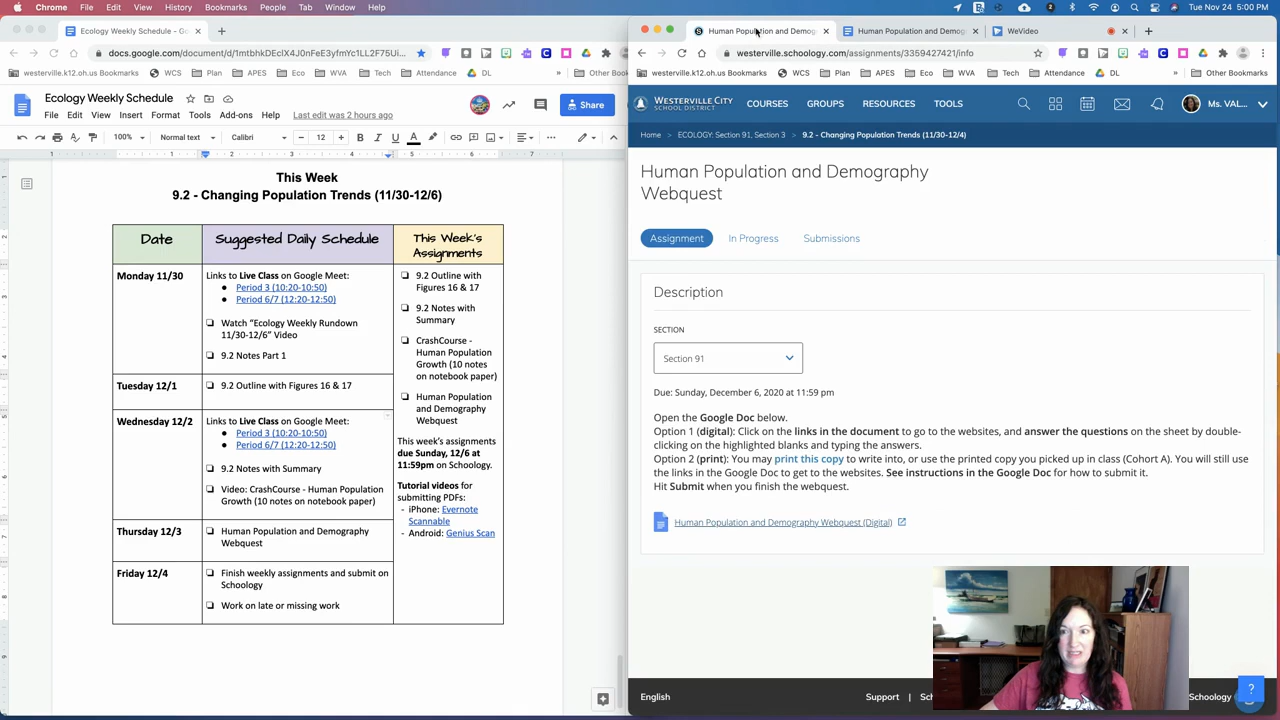 Chrome File Edit View History Bookmarks People Tab Window Help
Tue Nov 24 5:00 PM
Ecology Weekly Schedule - Go
docs.google.com/document/d/1mtbhkDEclX4J0nFeE3yfmYc1LL2F75Ui...
westerville.k12.oh.us Bookmarks WCS Plan APES Eco WVA Tech Attendance DL » Other Book
Ecology Weekly Schedule
File Edit View Insert Format Tools Add-ons Help Last edit was 2 hours ago
Share
100% Normal text Calibri 12 B I U A
This Week
9.2 - Changing Population Trends (11/30-12/6)
Date Suggested Daily Schedule This Week's
Assignments
Monday 11/30
Links to Live Class on Google Meet:
Period 3 (10:20-10:50)
Period 6/7 (12:20-12:50)
Watch “Ecology Weekly Rundown
11/30-12/6” Video
9.2 Notes Part 1
Tuesday 12/1
9.2 Outline with Figures 16 & 17
Wednesday 12/2
Links to Live Class on Google Meet:
Period 3 (10:20-10:50)
Period 6/7 (12:20-12:50)
9.2 Notes with Summary
Video: CrashCourse - Human Population
Growth (10 notes on notebook paper)
Thursday 12/3
Human Population and Demography
Webquest
Friday 12/4
Finish weekly assignments and submit on
Schoology
Work on late or missing work
9.2 Outline with
Figures 16 & 17
9.2 Notes with
Summary
CrashCourse -
Human Population
Growth (10 notes
on notebook paper)
Human Population
and Demography
Webquest
This week's assignments
due Sunday, 12/6 at
11:59pm on Schoology.
Tutorial videos for
submitting PDFs:
- iPhone: Evernote
Scannable
- Android: Genius Scan
Human Population and Demog
Human Population and Demog
WeVideo
westerville.schoology.com/assignments/3359427421/info
westerville.k12.oh.us Bookmarks WCS Plan APES Eco WVA Tech Attendance DL » Other Bookmarks
WESTERVILLE CITY
SCHOOL DISTRICT
COURSES GROUPS RESOURCES TOOLS
Ms. VAL...
Home > ECOLOGY: Section 91, Section 3 > 9.2 - Changing Population Trends (11/30-12/4)
Human Population and Demography
Webquest
Assignment In Progress Submissions
Description
SECTION
Section 91
Due: Sunday, December 6, 2020 at 11:59 pm
Open the Google Doc below.
Option 1 (digital): Click on the links in the document to go to the websites, and answer the questions on the sheet by double-
clicking on the highlighted blanks and typing the answers.
Option 2 (print): You may print this copy to write into, or use the printed copy you picked up in class (Cohort A). You will still use
the links in the Google Doc to get to the websites. See instructions in the Google Doc for how to submit it.
Hit Submit when you finish the webquest.
Human Population and Demography Webquest (Digital)
English Support | Sch
Schoology
?